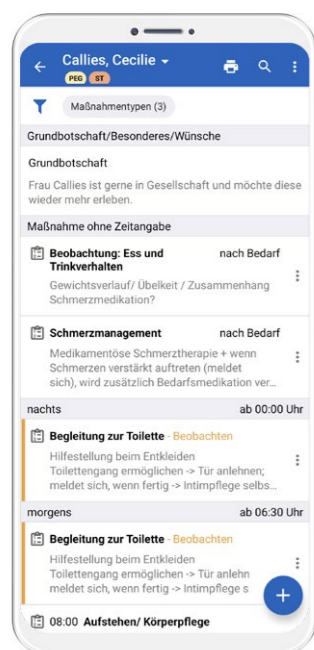 Callies, Cecilie
PEG ST
Maßnahmentypen (3)
Grundbotschaft/Besonderes/Wünsche
Grundbotschaft
Frau Callies ist gerne in Gesellschaft und möchte diese
wieder mehr erleben.
Maßnahme ohne Zeitangabe
Beobachtung: Ess und nach Bedarf
Trinkverhalten
Gewichtsverlauf/ Übelkeit / Zusammenhang
Schmerzmedikation?
Schmerzmanagement nach Bedarf
Medikamentöse Schmerztherapie + wenn
Schmerzen verstärkt auftreten (meldet
sich), wird zusätzlich Bedarfsmedikation ver...
nachts ab 00:00 Uhr
Begleitung zur Toilette - Beobachten
Hilfestellung beim Entkleiden
Toilettengang ermöglichen -> Tür anlehnen;
meldet sich, wenn fertig -> Intimpflege selbs...
morgens ab 06:30 Uhr
Begleitung zur Toilette - Beobachten
Hilfestellung beim Entkleiden
Toilettengang ermöglichen -> Tür anlehn
meldet sich, wenn fertig -> Intimpflege s
08:00 Aufstehen/ Körperpflege